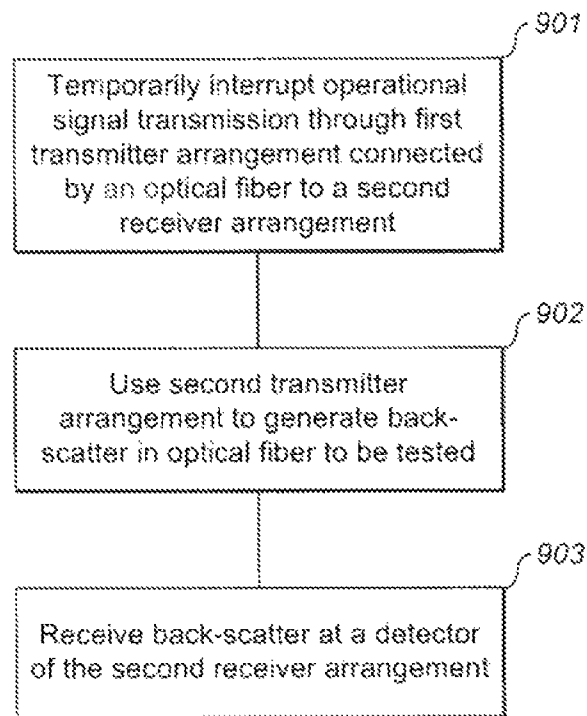 901
Temporarily interrupt operational
signal transmission through first
transmitter arrangement connected
by an optical fiber to a second
receiver arrangement
902
Use second transmitter
arrangement to generate back-
scatter in optical fiber to be tested
903
Receive back-scatter at a detector
of the second receiver arrangement